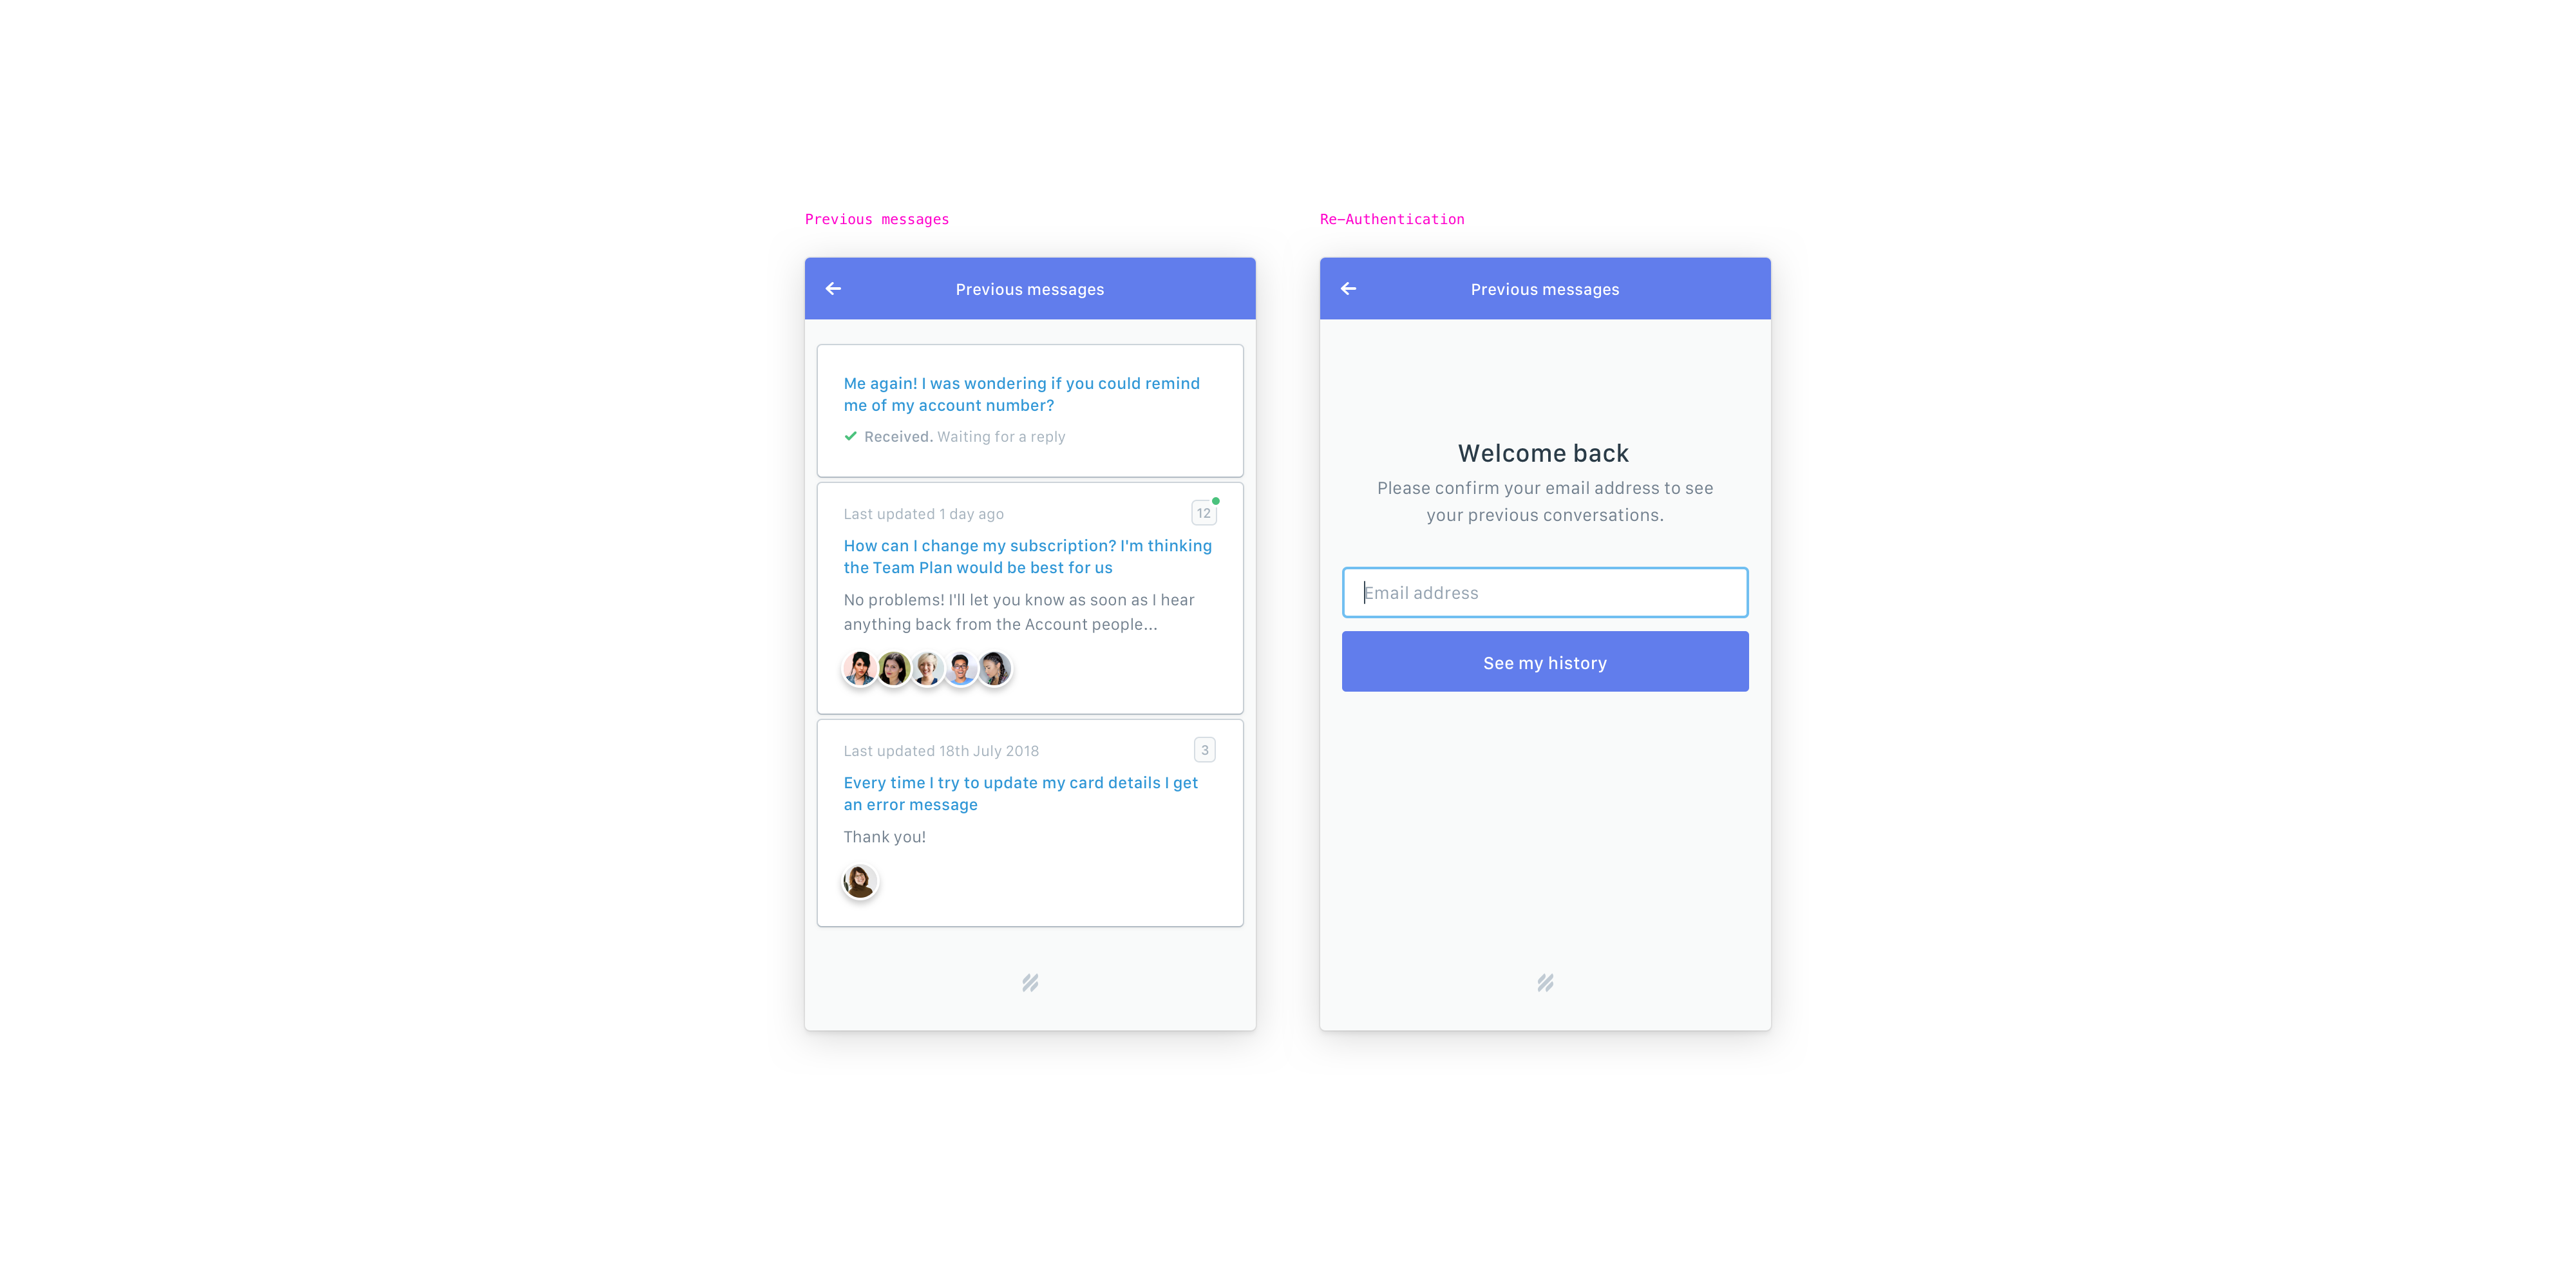 Previous messages
Previous messages
Me again! I was wondering if you could remind
me of my account number?
Received. Waiting for a reply
Last updated 1 day ago
12
How can I change my subscription? I'm thinking
the Team Plan would be best for us
No problems! I'll let you know as soon as I hear
anything back from the Account people...
Last updated 18th July 2018
3
Every time I try to update my card details I get
an error message
Thank you!
Re-Authentication
Previous messages
Welcome back
Please confirm your email address to see
your previous conversations.
Email address
See my history